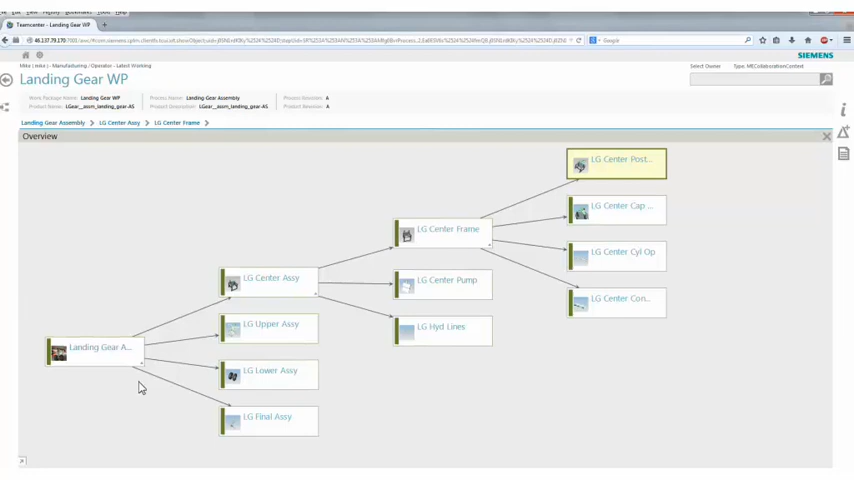 Teamcenter - Landing Gear WP
Google
SIEMENS
Landing Gear WP
Select Owner
Type: MECollaborationContext
Work Package Name: Landing Gear WP
Process Name: Landing Gear Assembly
Process Revision: A
Product Name: LGear__assm_landing_gear-AS
Product Description: LGear__assm_landing_gear-AS
Product Revision: A
Landing Gear Assembly
LG Center Assy
LG Center Frame
Overview
LG Center Post...
LG Center Cap ...
LG Center Frame
LG Center Cyl Op
LG Center Assy
LG Center Pump
LG Center Con...
LG Upper Assy
LG Hyd Lines
Landing Gear A...
LG Lower Assy
LG Final Assy